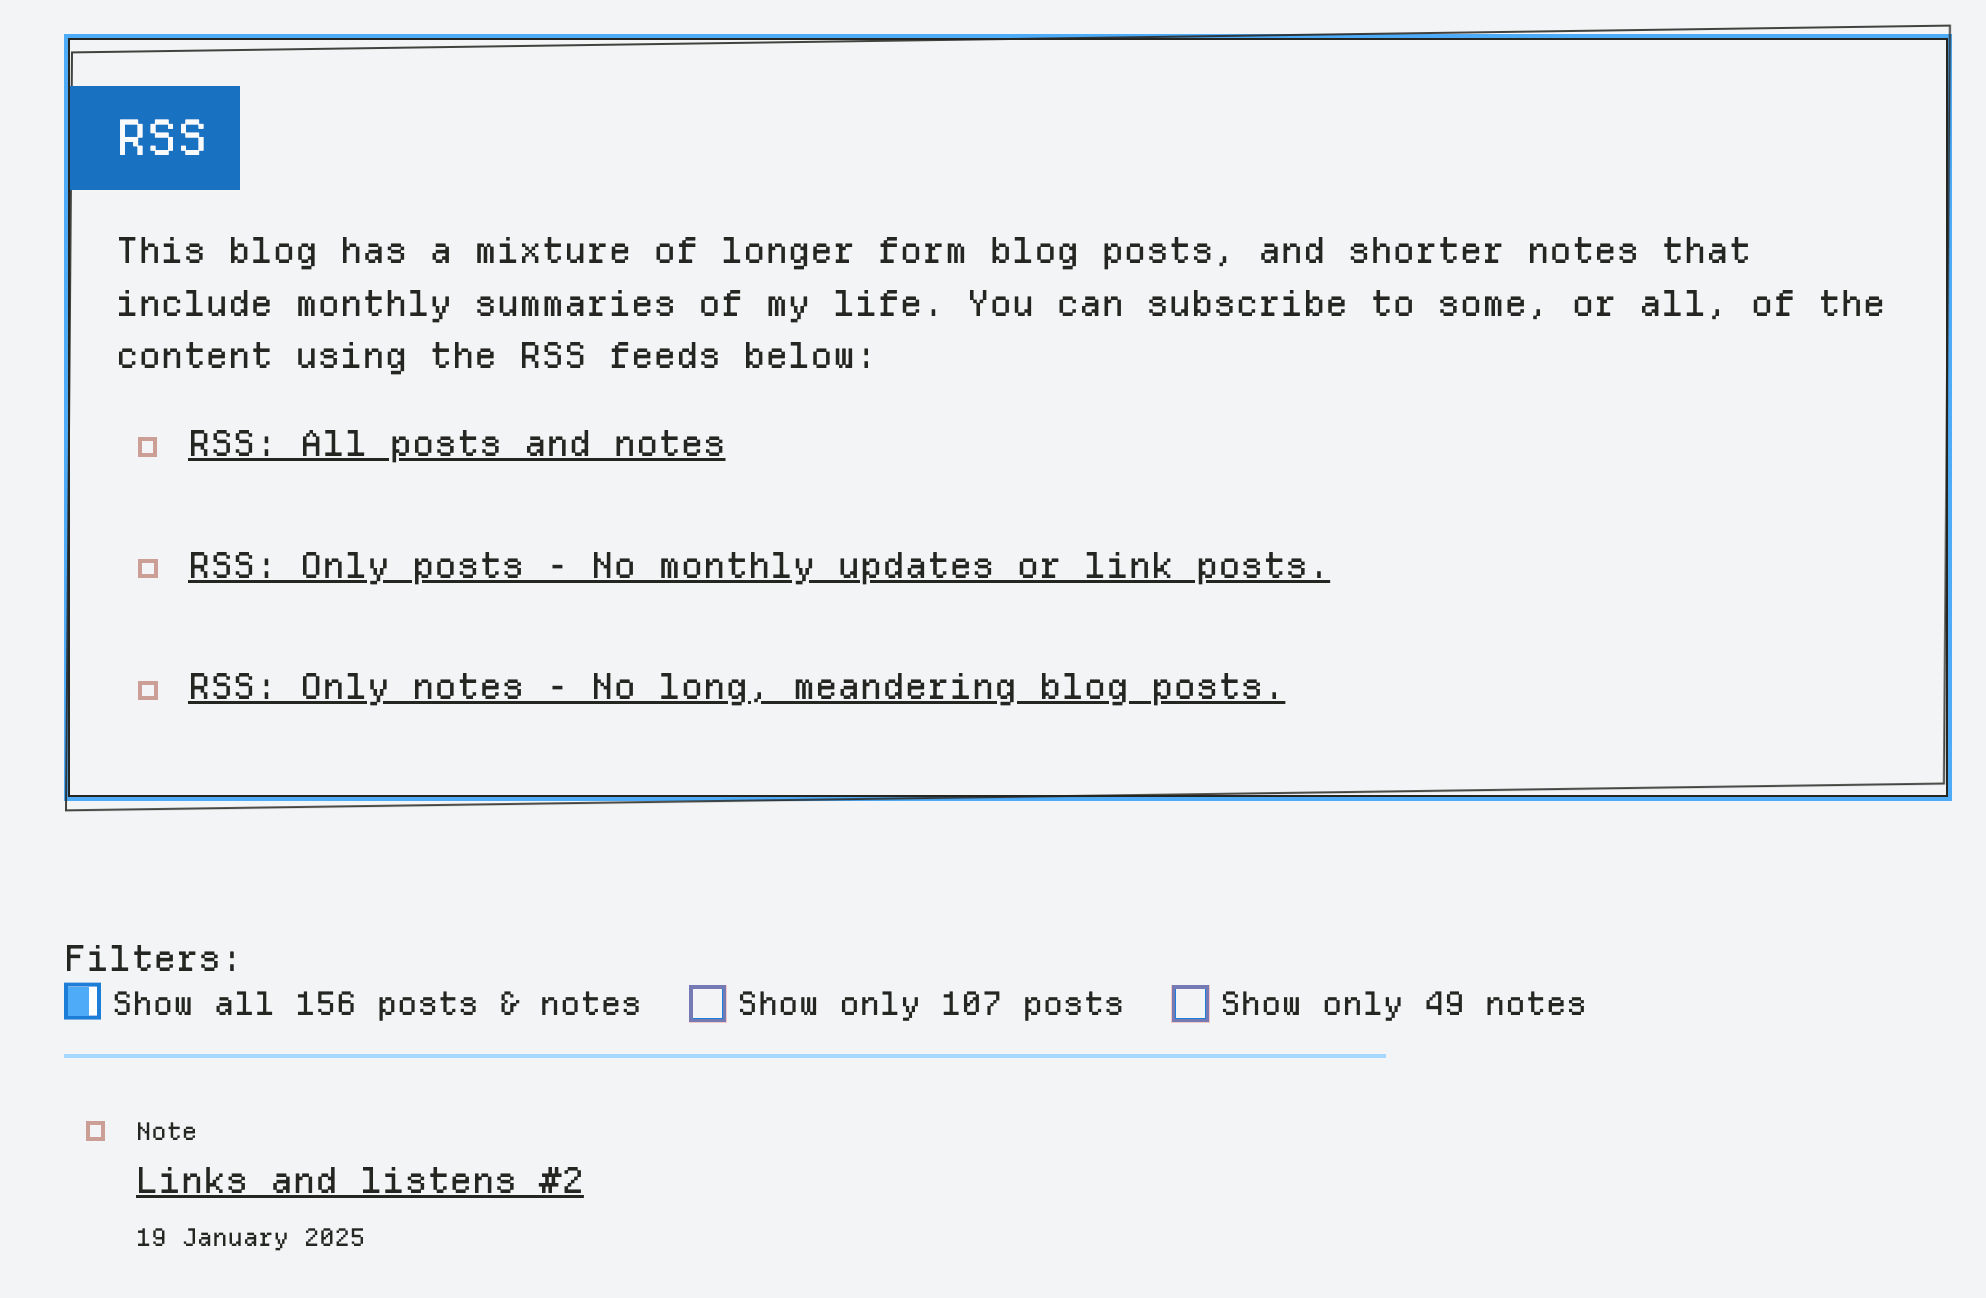 RSS
This blog has a mixture of longer form blog posts, and shorter notes that
include monthly summaries of my life. You can subscribe to some, or all, of the
content using the RSS feeds below:
RSS: All posts and notes
RSS: Only posts - No monthly updates or link posts.
RSS: Only notes - No long, meandering blog posts.
Filters:
Show all 156 posts & notes Show only 107 posts Show only 49 notes
Note
Links and listens #2
19 January 2025